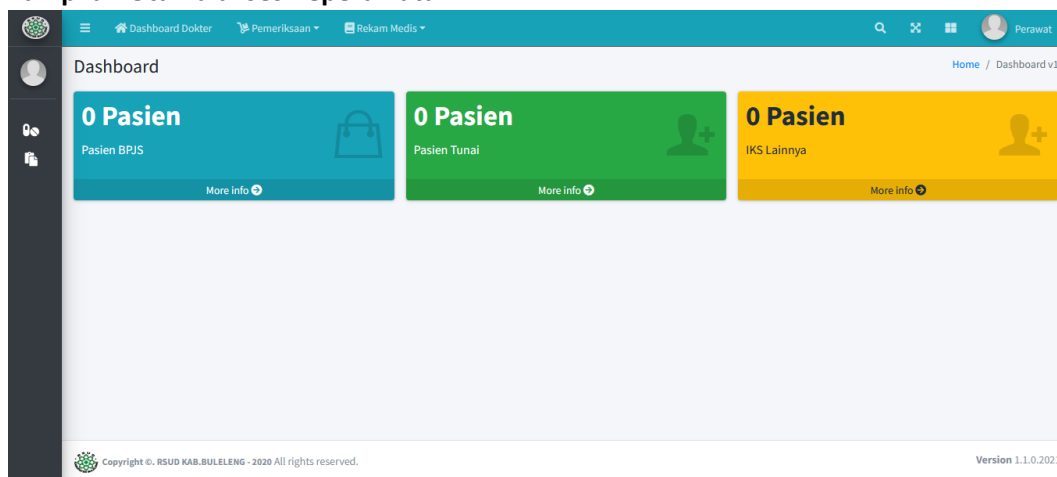 Dashboard Dokter Pemeriksaan Rekam Medis Perawat
Dashboard
Home / Dashboard v1
0 Pasien
Pasien BPJS
More info
0 Pasien
Pasien Tunai
More info
0 Pasien
IKS Lainnya
More info
Copyright ©. RSUD KAB.BULELENG - 2020 All rights reserved.
Version 1.1.0.202